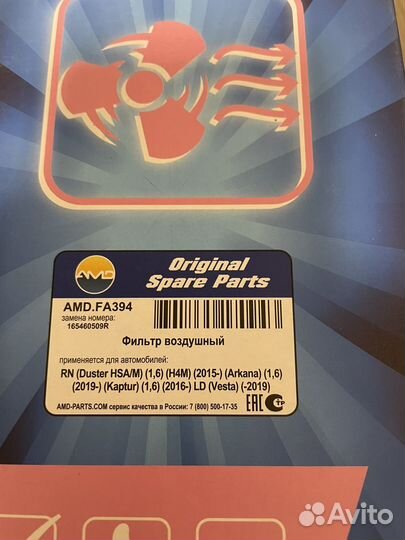 AMD
Original
Spare Parts
AMD.FA394
замена номера:
165460509R
Фильтр воздушный
применяется для автомобилей:
RN (Duster HSA/M) (1,6) (H4M) (2015-) (Arkana) (1,6)
(2019-) (Kaptur) (1,6) (2016-) LD (Vesta) (-2019)
AMD-PARTS.COM сервис качества в России: 7 (800) 500-17-35
EAC
TP
Avito